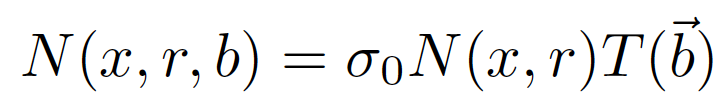 N(x, r, b) = σ₀N(x, r)T(b⃗)